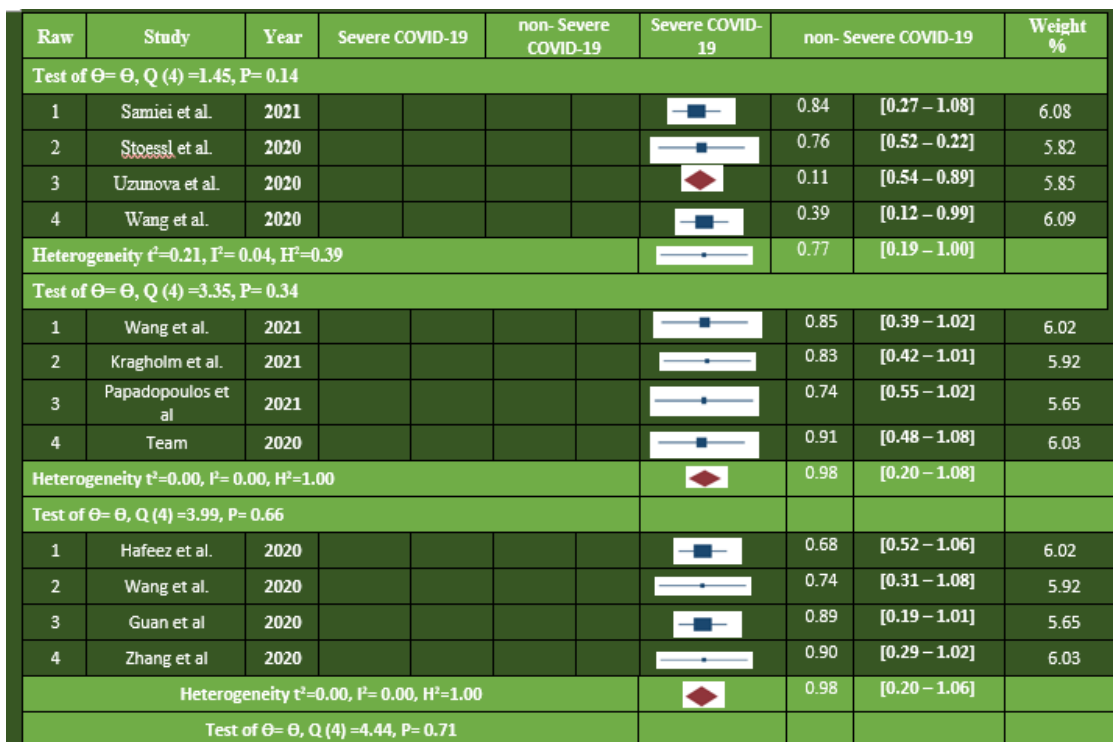 Raw Study Year Severe COVID-19 non- Severe COVID-19 Severe COVID-19 non- Severe COVID-19 Weight %
Test of Ө= Ө, Q (4) =1.45, P= 0.14
1 Samiei et al. 2021 0.84 [0.27 – 1.08] 6.08
2 Stoessl et al. 2020 0.76 [0.52 – 0.22] 5.82
3 Uzunova et al. 2020 0.11 [0.54 – 0.89] 5.85
4 Wang et al. 2020 0.39 [0.12 – 0.99] 6.09
Heterogeneity t²=0.21, I²= 0.04, H²=0.39 0.77 [0.19 – 1.00]
Test of Ө= Ө, Q (4) =3.35, P= 0.34
1 Wang et al. 2021 0.85 [0.39 – 1.02] 6.02
2 Kragholm et al. 2021 0.83 [0.42 – 1.01] 5.92
3 Papadopoulos et al 2021 0.74 [0.55 – 1.02] 5.65
4 Team 2020 0.91 [0.48 – 1.08] 6.03
Heterogeneity t²=0.00, I²= 0.00, H²=1.00 0.98 [0.20 – 1.08]
Test of Ө= Ө, Q (4) =3.99, P= 0.66
1 Hafeez et al. 2020 0.68 [0.52 – 1.06] 6.02
2 Wang et al. 2020 0.74 [0.31 – 1.08] 5.92
3 Guan et al 2020 0.89 [0.19 – 1.01] 5.65
4 Zhang et al 2020 0.90 [0.29 – 1.02] 6.03
Heterogeneity t²=0.00, I²= 0.00, H²=1.00 0.98 [0.20 – 1.06]
Test of Ө= Ө, Q (4) =4.44, P= 0.71